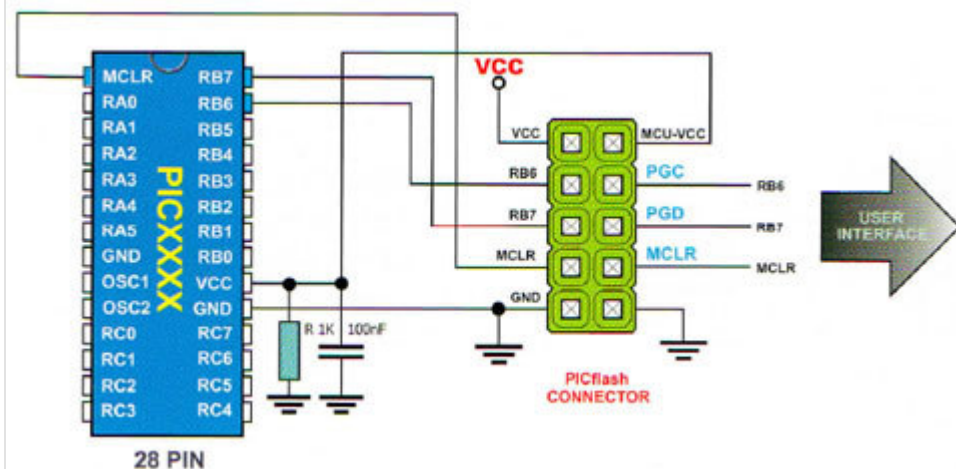 MCLR RB7
RA0 RB6
RA1 RB5
RA2 RB4
RA3 RB3
RA4 RB2
RA5 RB1
GND RB0
OSC1 VCC
OSC2 GND
RC0 RC7
RC1 RC6
RC2 RC5
RC3 RC4
PICXXXX
28 PIN
R 1K 100nF
VCC
VCC MCU-VCC
RB6 PGC RB6
RB7 PGD RB7
MCLR MCLR MCLR
GND
PICflash
CONNECTOR
USER
INTERFACE